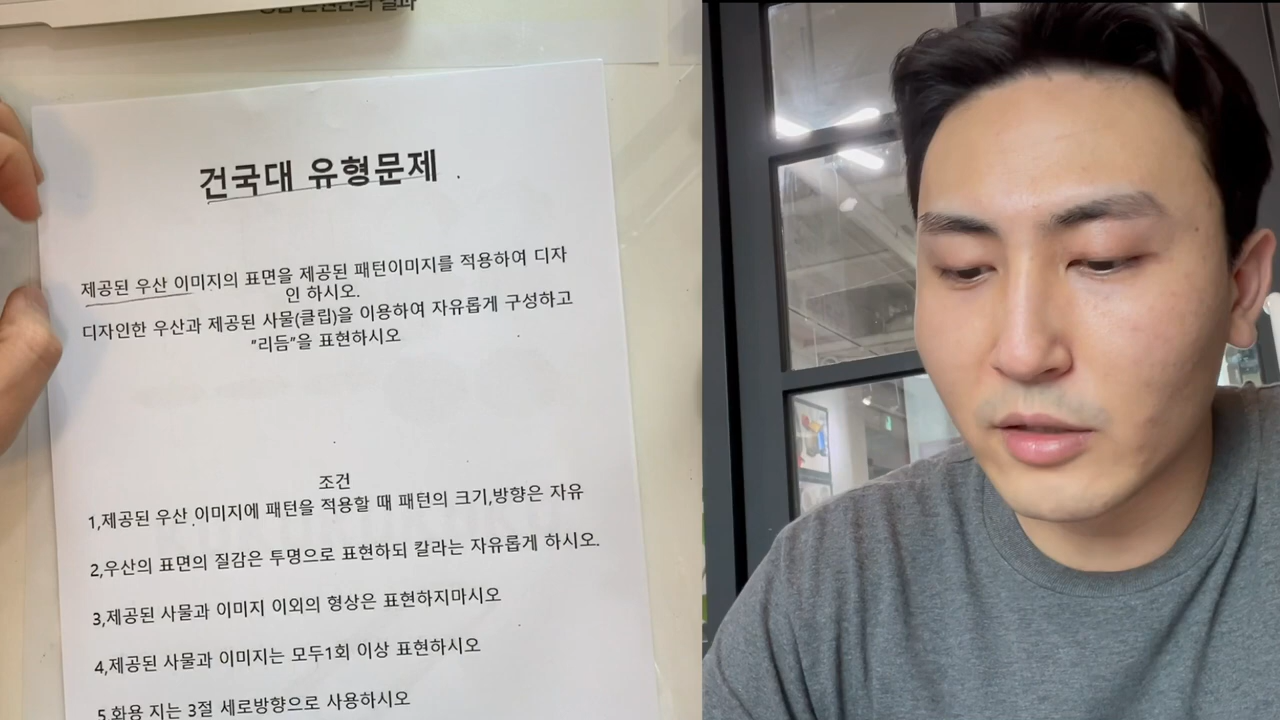 건국대 유형문제
제공된 우산 이미지의 표면을 제공된 패턴이미지를 적용하여 디자
인 하시오.
디자인한 우산과 제공된 사물(클립)을 이용하여 자유롭게 구성하고
"리듬"을 표현하시오
조건
1,제공된 우산 이미지에 패턴을 적용할 때 패턴의 크기,방향은 자유
2,우산의 표면의 질감은 투명으로 표현하되 칼라는 자유롭게 하시오.
3,제공된 사물과 이미지 이외의 형상은 표현하지마시오
4,제공된 사물과 이미지는 모두1회 이상 표현하시오
5,화용 지는 3절 세로방향으로 사용하시오